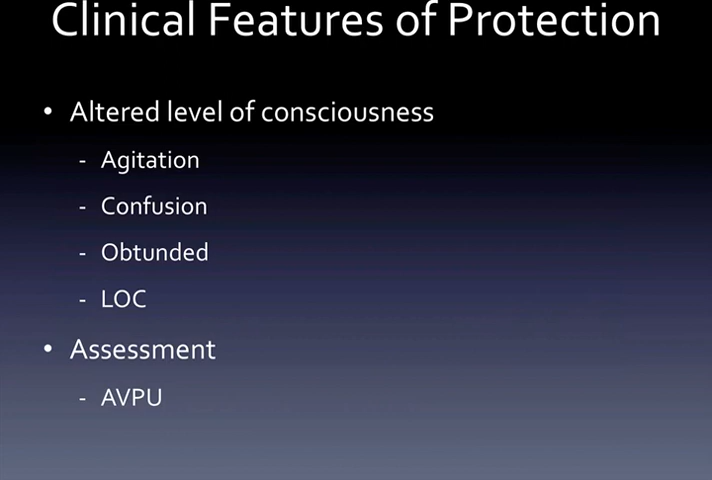 Clinical Features of Protection
• Altered level of consciousness
- Agitation
- Confusion
- Obtunded
- LOC
• Assessment
- AVPU